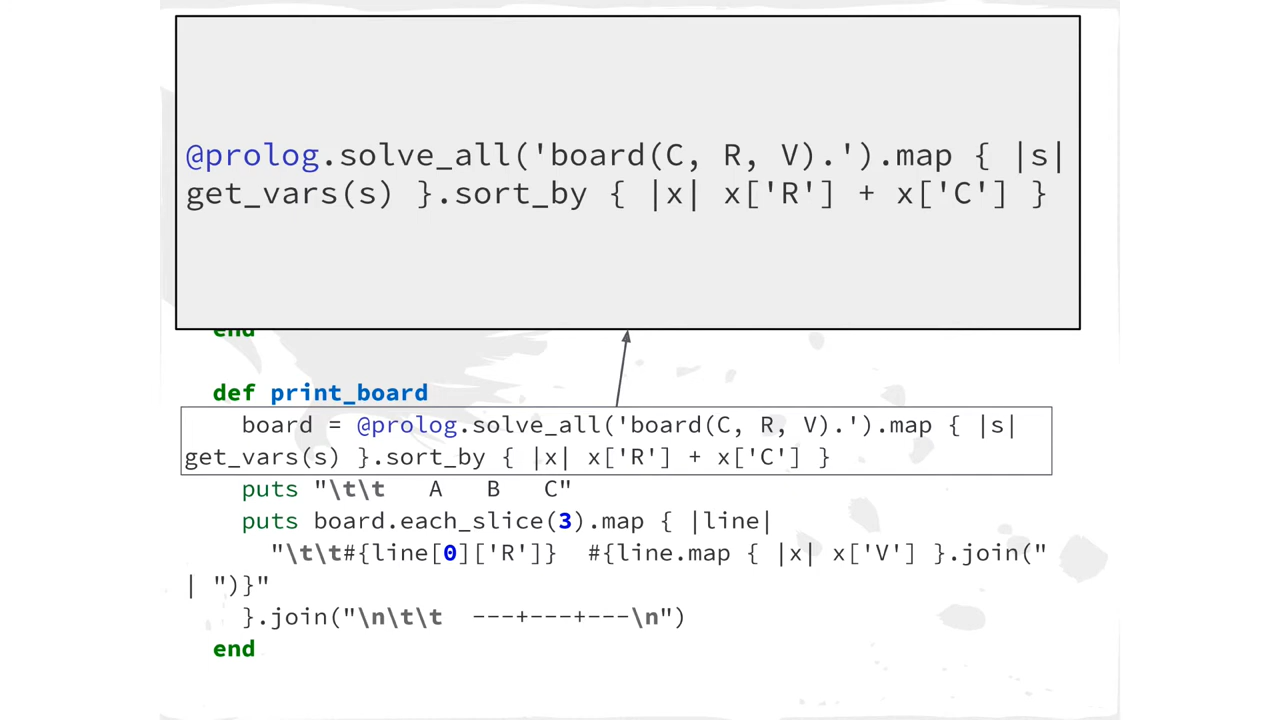 @prolog.solve_all('board(C, R, V).').map { |s|
get_vars(s) }.sort_by { |x| x['R'] + x['C'] }
end
def print_board
board = @prolog.solve_all('board(C, R, V).').map { |s|
get_vars(s) }.sort_by { |x| x['R'] + x['C'] }
puts "\t\t   A   B   C"
puts board.each_slice(3).map { |line|
"\t\t#{line[0]['R']}  #{line.map { |x| x['V'] }.join("
| ")}"
}.join("\n\t\t  ---+---+---\n")
end